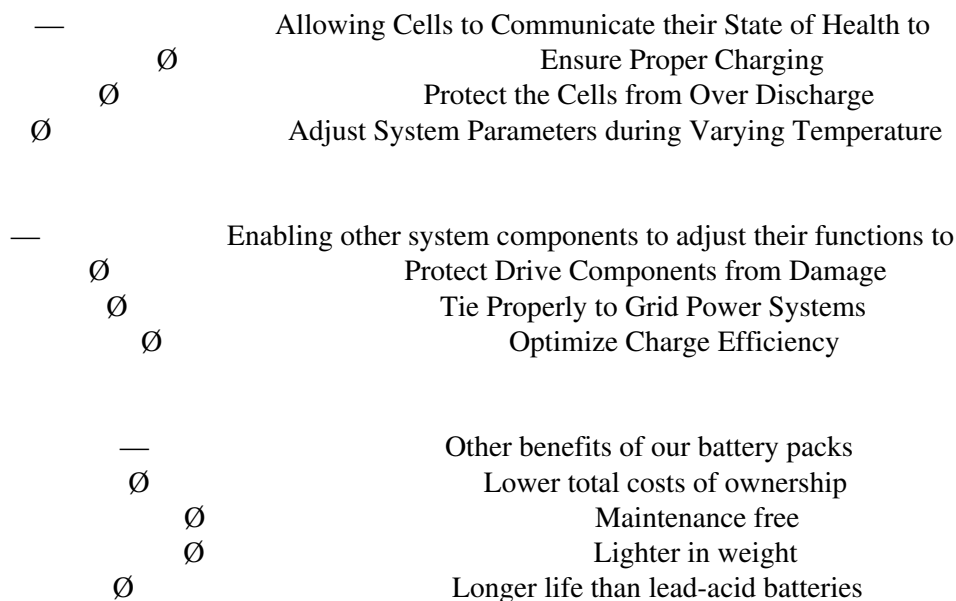 — Allowing Cells to Communicate their State of Health to
Ø Ensure Proper Charging
Ø Protect the Cells from Over Discharge
Ø Adjust System Parameters during Varying Temperature
— Enabling other system components to adjust their functions to
Ø Protect Drive Components from Damage
Ø Tie Properly to Grid Power Systems
Ø Optimize Charge Efficiency
— Other benefits of our battery packs
Ø Lower total costs of ownership
Ø Maintenance free
Ø Lighter in weight
Ø Longer life than lead-acid batteries